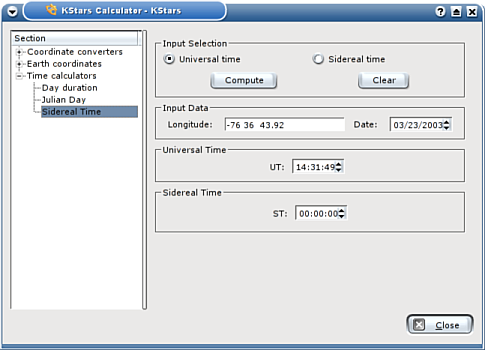 KStars Calculator - KStars
Section
Coordinate converters
Earth coordinates
Time calculators
Day duration
Julian Day
Sidereal Time
Input Selection
Universal time
Sidereal time
Compute
Clear
Input Data
Longitude: -76 36 43.92 Date: 03/23/2003
Universal Time
UT: 14:31:49
Sidereal Time
ST: 00:00:00
Close